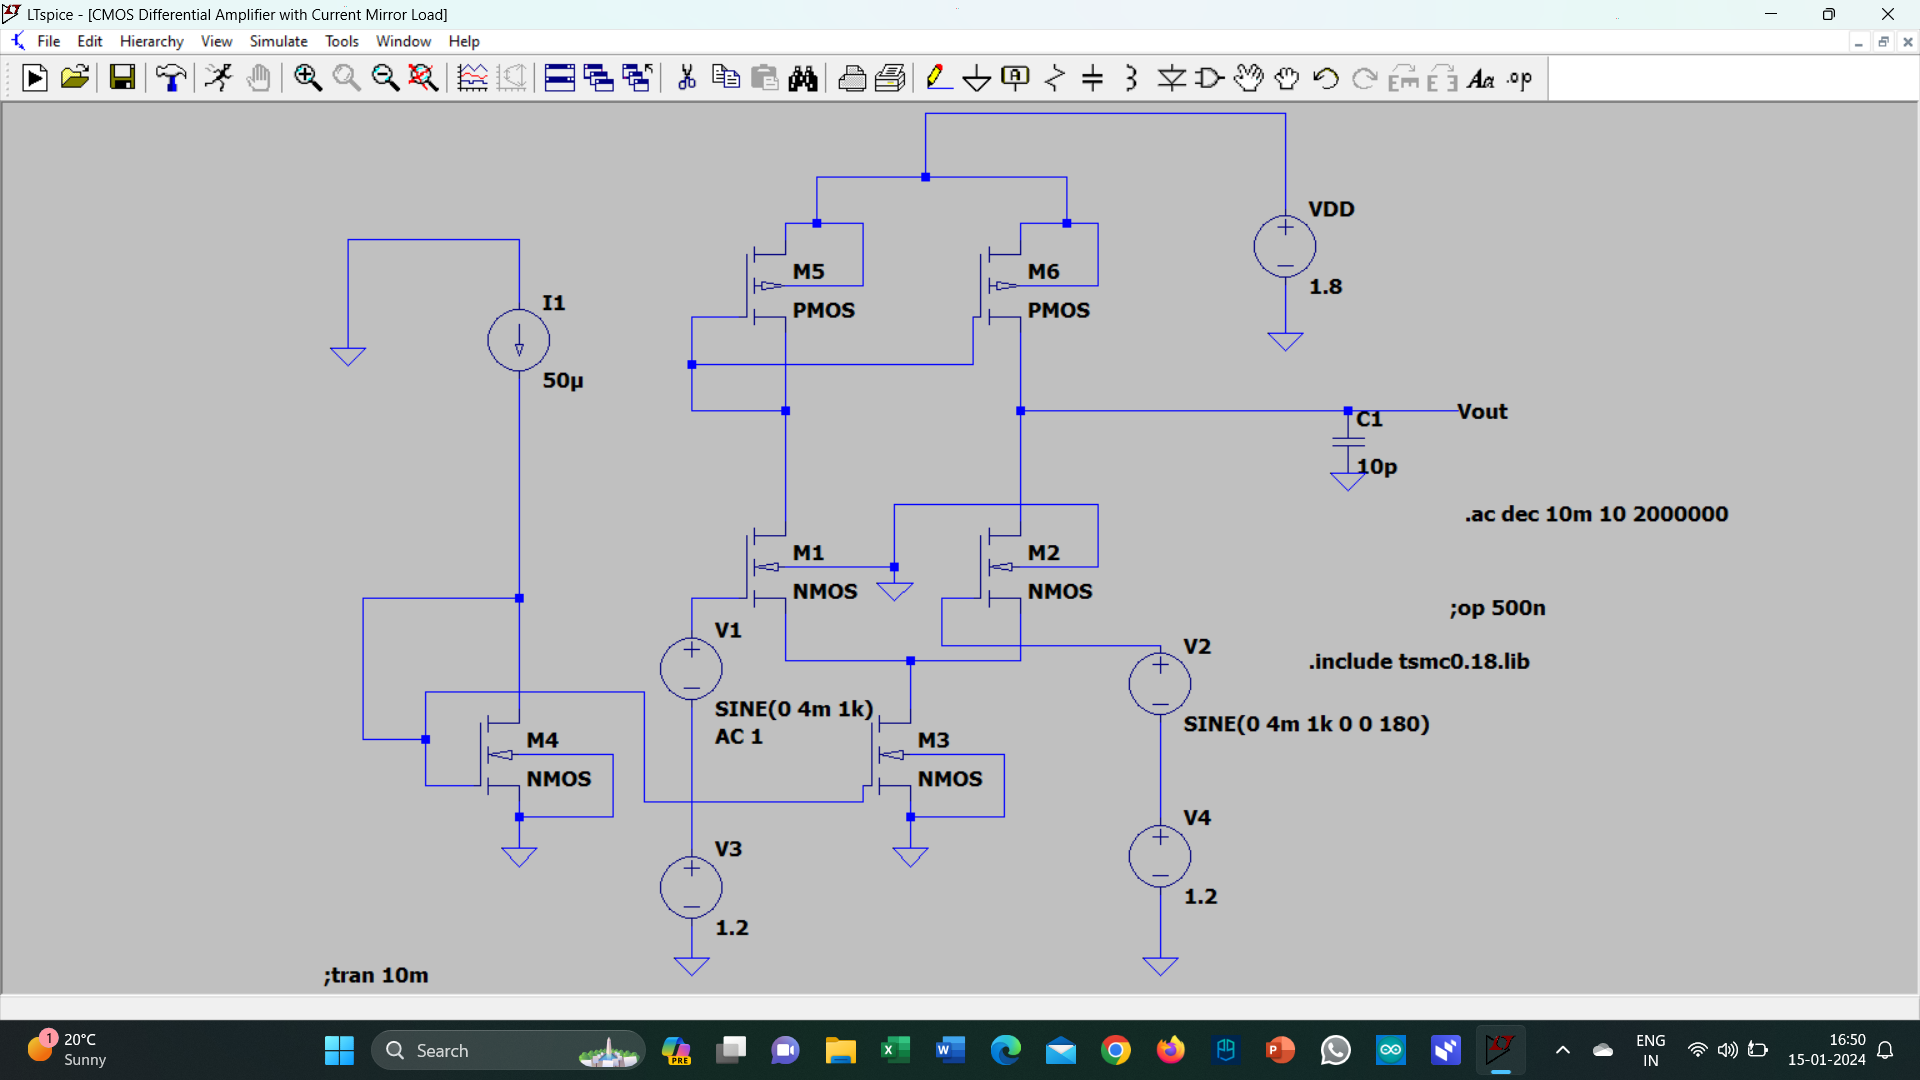 LTspice - [CMOS Differential Amplifier with Current Mirror Load]
File Edit Hierarchy View Simulate Tools Window Help
A
Aa .op
VDD
1.8
I1
50µ
M5
PMOS
M6
PMOS
Vout
C1
10p
.ac dec 10m 10 2000000
M1
NMOS
M2
NMOS
;op 500n
.include tsmc0.18.lib
V1
SINE(0 4m 1k)
AC 1
V2
SINE(0 4m 1k 0 0 180)
M4
NMOS
M3
NMOS
V3
1.2
V4
1.2
;tran 10m
1
20°C
Sunny
Search
PRE
ENG
IN
16:50
15-01-2024